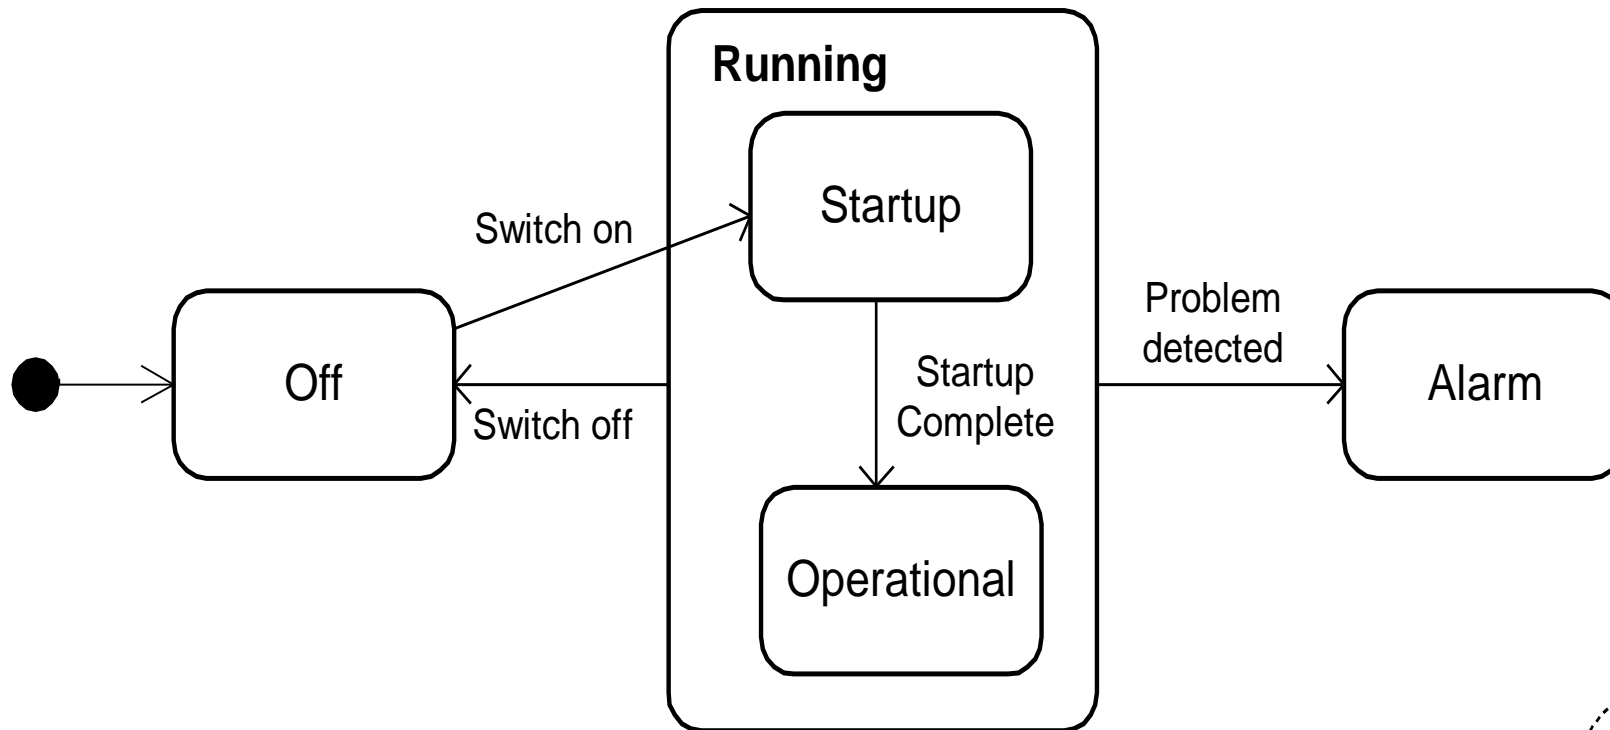 Running
Startup
Switch on
Problem
detected
Off
Startup
Complete
Alarm
Switch off
Operational